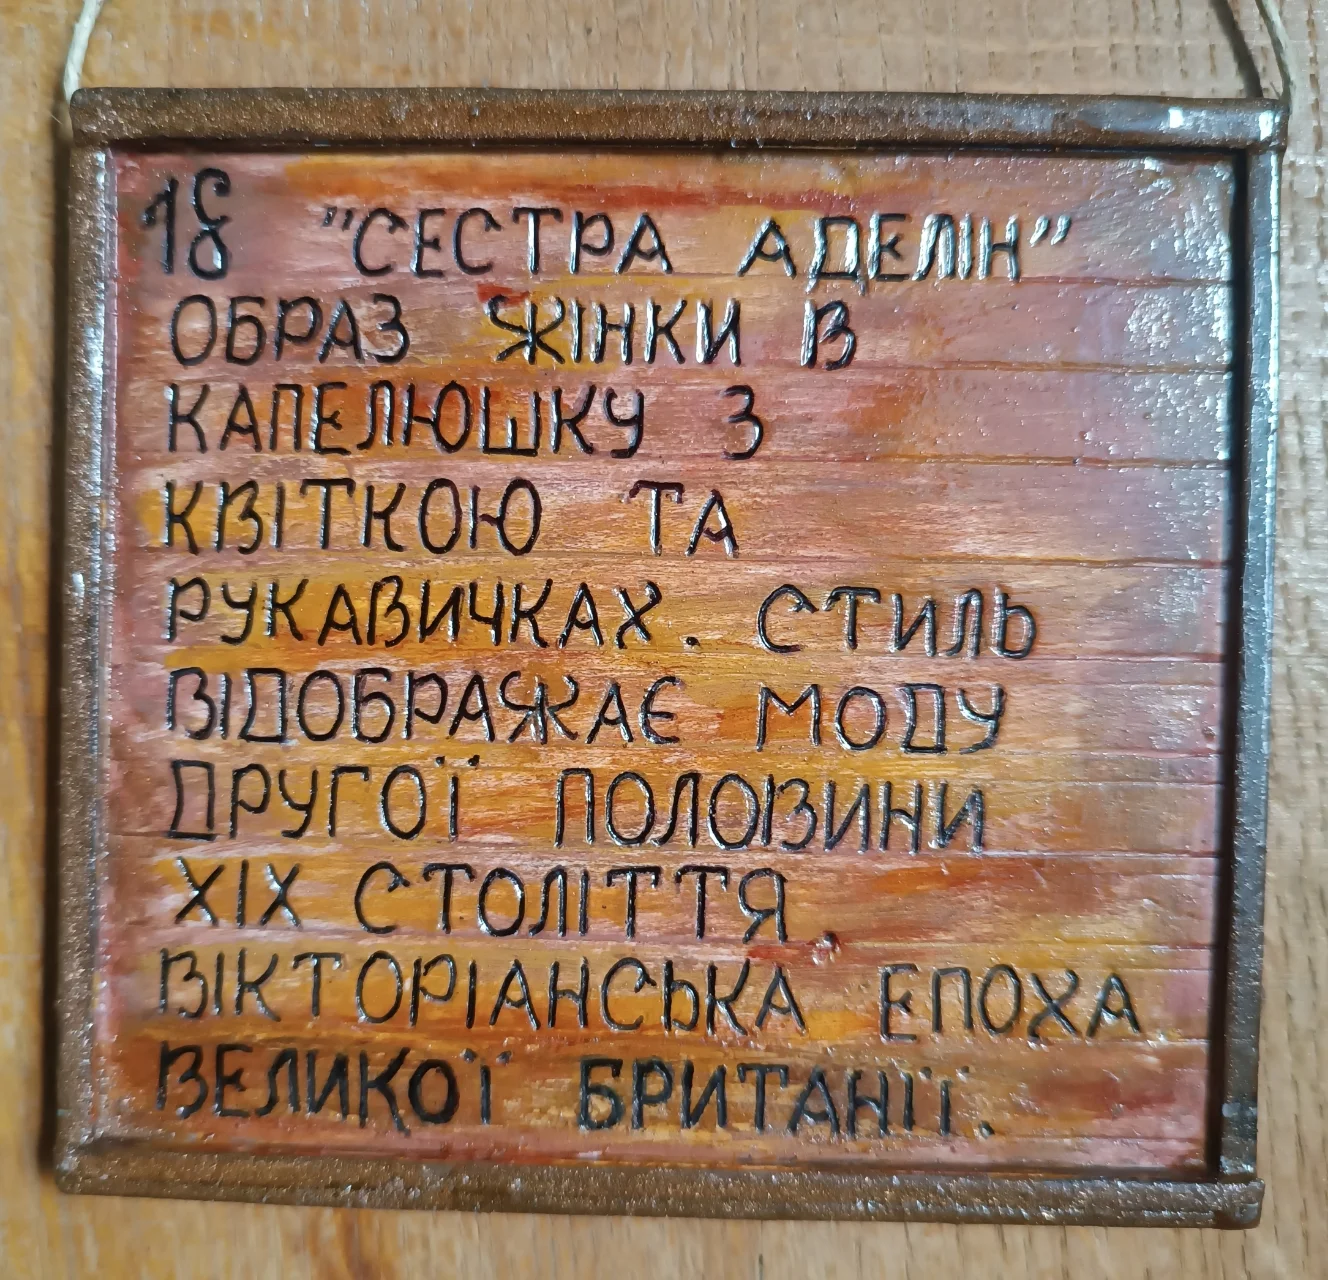 18 "СЕСТРА АДЕЛІН"
ОБРАЗ ЖІНКИ В
КАПЕЛЮШКУ З
КВІТКОЮ ТА
РУКАВИЧКАХ. СТИЛЬ
ВІДОБРАЖАЄ МОДУ
ДРУГОЇ ПОЛОВИНИ
ХІХ СТОЛІТТЯ.
ВІКТОРІАНСЬКА ЕПОХА
ВЕЛИКОЇ БРИТАНІЇ.